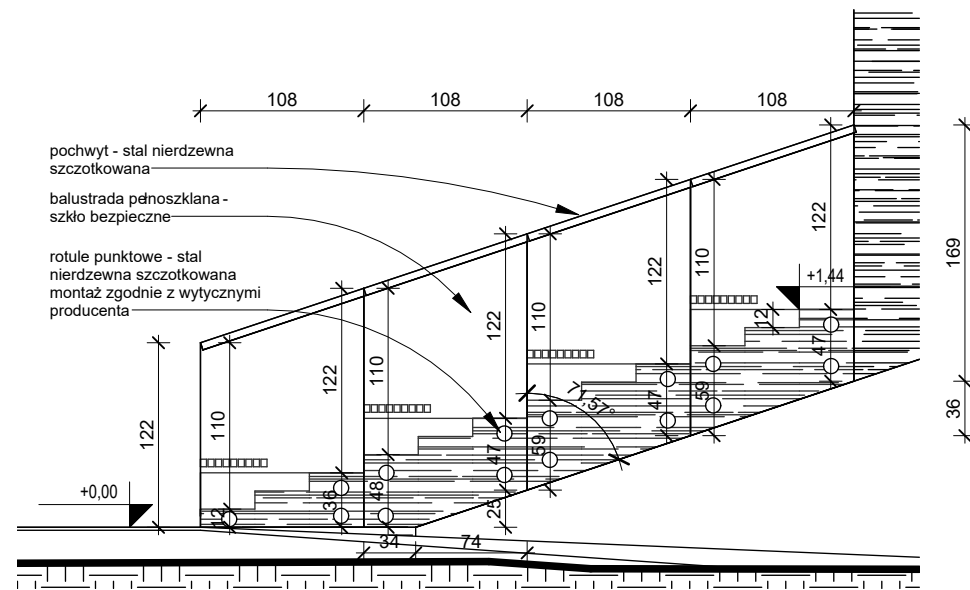 108 108 108 108
pochwyt - stal nierdzewna
szczotkowana
balustrada pełnoszklana -
szkło bezpieczne
rotule punktowe - stal
nierdzewna szczotkowana
montaż zgodnie z wytycznymi
producenta
122
110
122
110
122
110
122
110
122
169
36
+1,44
12
47
59
47
71,57°
59
47
25
48
36
12
+0,00
34 74